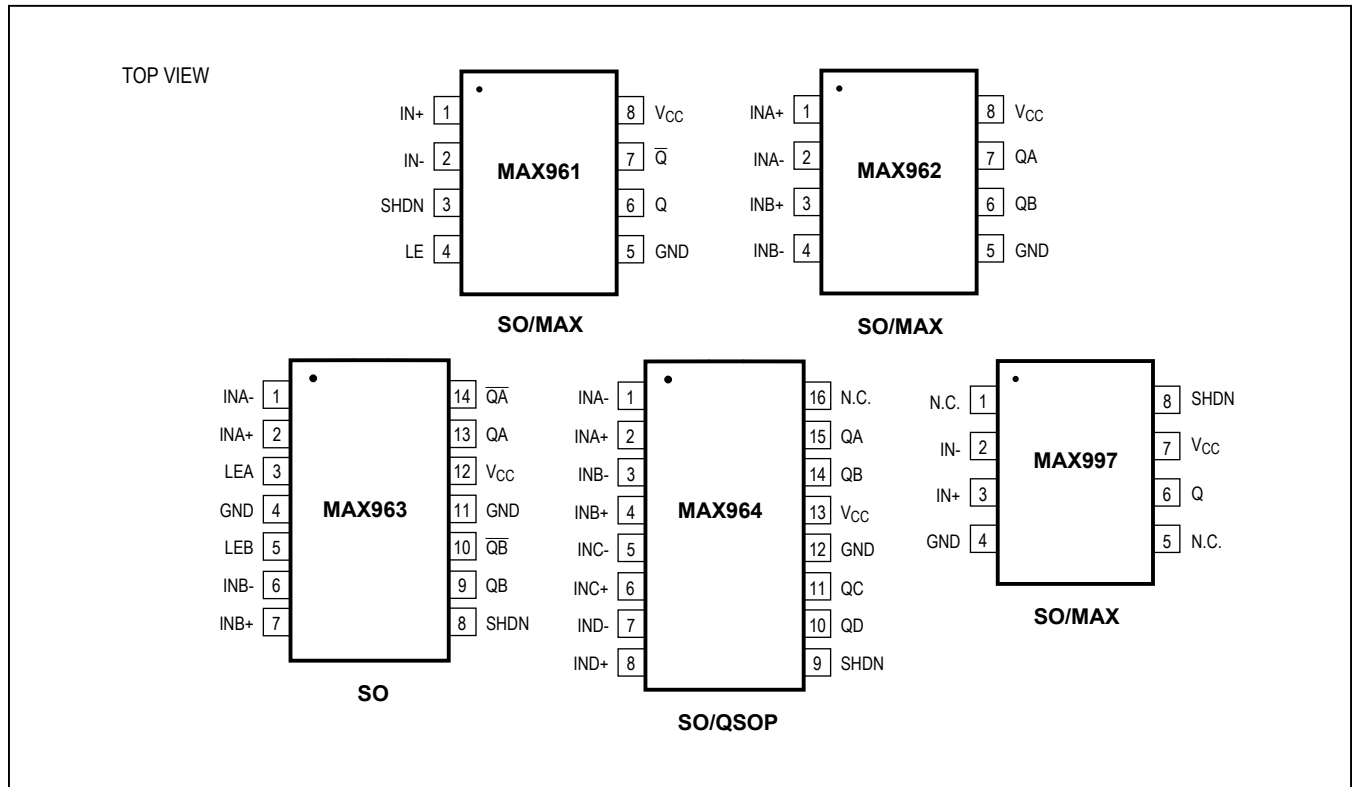 TOP VIEW
IN+ 1 8 VCC
IN- 2 7 Q̅
SHDN 3 6 Q
LE 4 5 GND
MAX961
SO/MAX
INA+ 1 8 VCC
INA- 2 7 QA
INB+ 3 6 QB
INB- 4 5 GND
MAX962
SO/MAX
INA- 1 14 Q̅A̅
INA+ 2 13 QA
LEA 3 12 VCC
GND 4 11 GND
LEB 5 10 Q̅B̅
INB- 6 9 QB
INB+ 7 8 SHDN
MAX963
SO
INA- 1 16 N.C.
INA+ 2 15 QA
INB- 3 14 QB
INB+ 4 13 VCC
INC- 5 12 GND
INC+ 6 11 QC
IND- 7 10 QD
IND+ 8 9 SHDN
MAX964
SO/QSOP
N.C. 1 8 SHDN
IN- 2 7 VCC
IN+ 3 6 Q
GND 4 5 N.C.
MAX997
SO/MAX